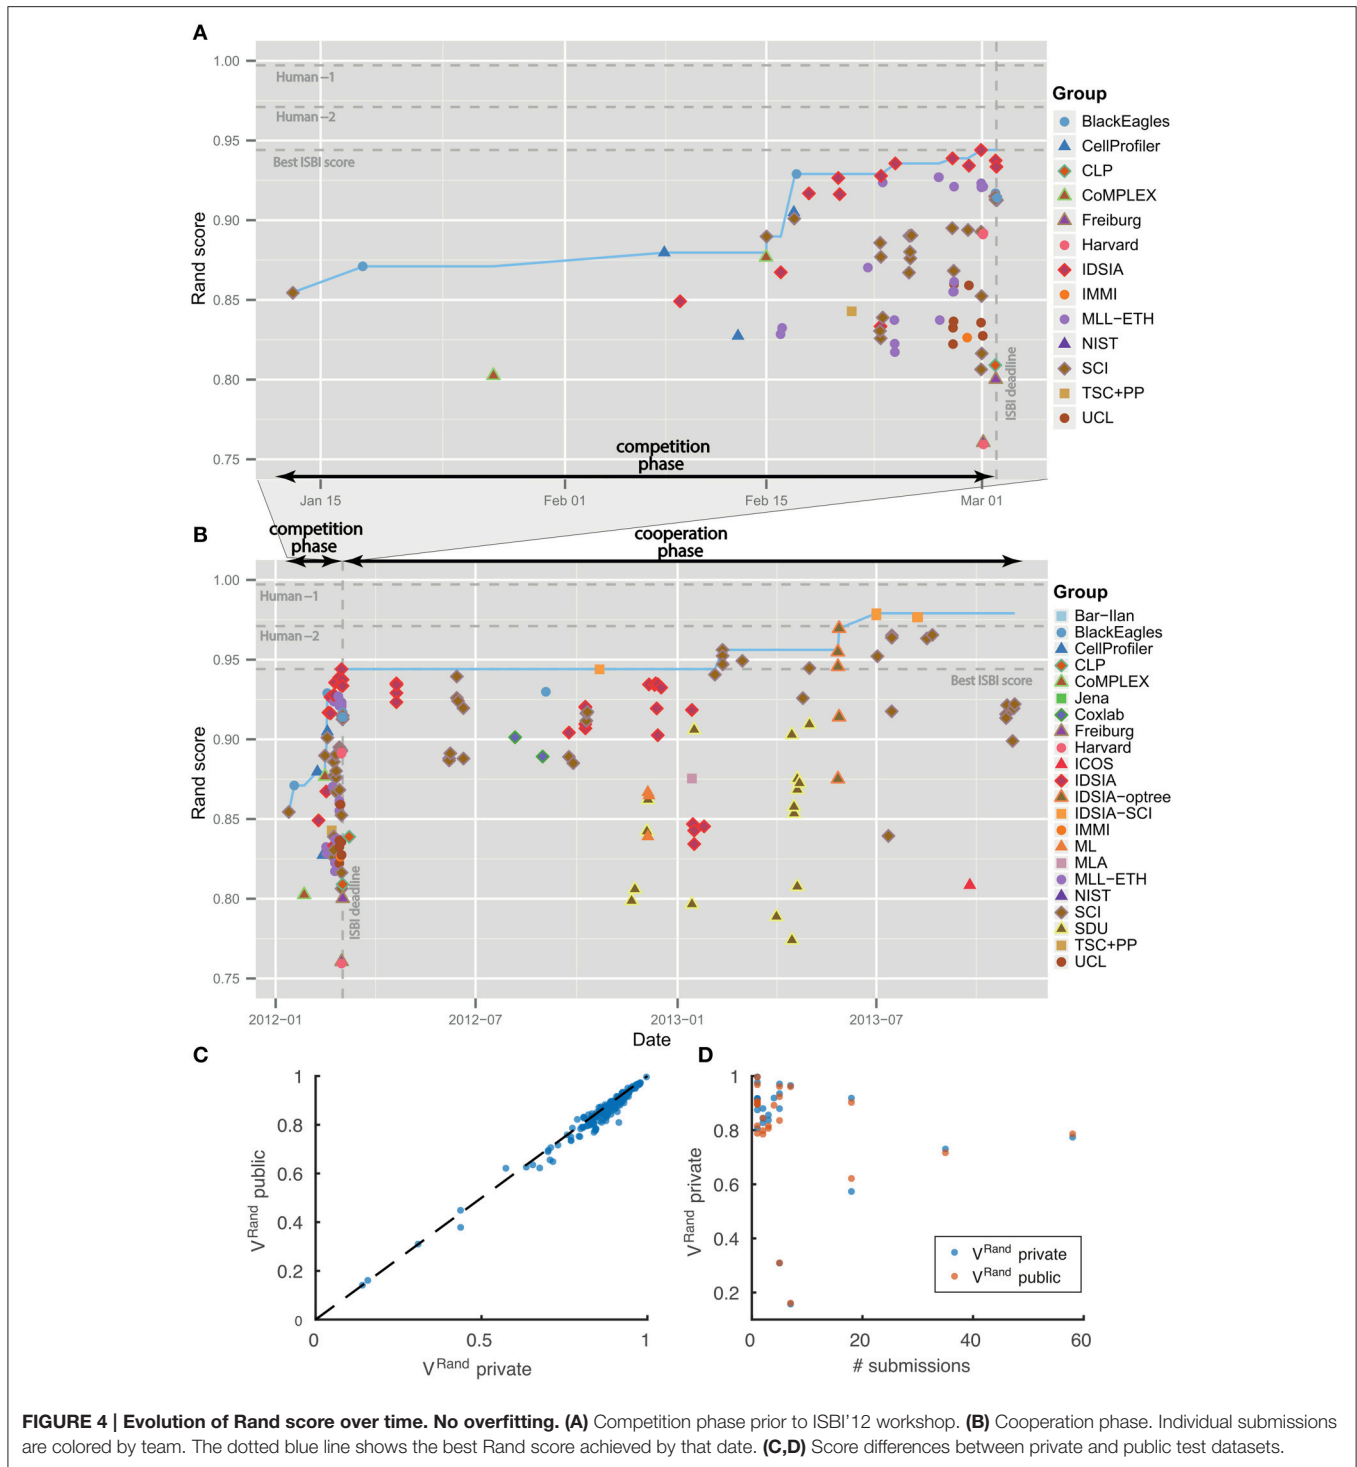 A
1.00
0.95
0.90
0.85
0.80
0.75
Rand score
Human−1
Human−2
Best ISBI score
ISBI deadline
competition
phase
Jan 15
Feb 01
Feb 15
Mar 01
Group
BlackEagles
CellProfiler
CLP
CoMPLEX
Freiburg
Harvard
IDSIA
IMMI
MLL−ETH
NIST
SCI
TSC+PP
UCL
B
competition
phase
cooperation
phase
1.00
0.95
0.90
0.85
0.80
0.75
Rand score
Human−1
Human−2
Best ISBI score
ISBI deadline
2012−01
2012−07
2013−01
2013−07
Date
Group
Bar−Ilan
BlackEagles
CellProfiler
CLP
CoMPLEX
Jena
Coxlab
Freiburg
Harvard
ICOS
IDSIA
IDSIA−optree
IDSIA−SCI
IMMI
ML
MLA
MLL−ETH
NIST
SCI
SDU
TSC+PP
UCL
C
1
0.8
0.6
0.4
0.2
0
V^Rand public
0
0.5
1
V^Rand private
D
1
0.8
0.6
0.4
0.2
V^Rand private
0
20
40
60
# submissions
V^Rand private
V^Rand public
FIGURE 4 | Evolution of Rand score over time. No overfitting. (A) Competition phase prior to ISBI'12 workshop. (B) Cooperation phase. Individual submissions
are colored by team. The dotted blue line shows the best Rand score achieved by that date. (C,D) Score differences between private and public test datasets.